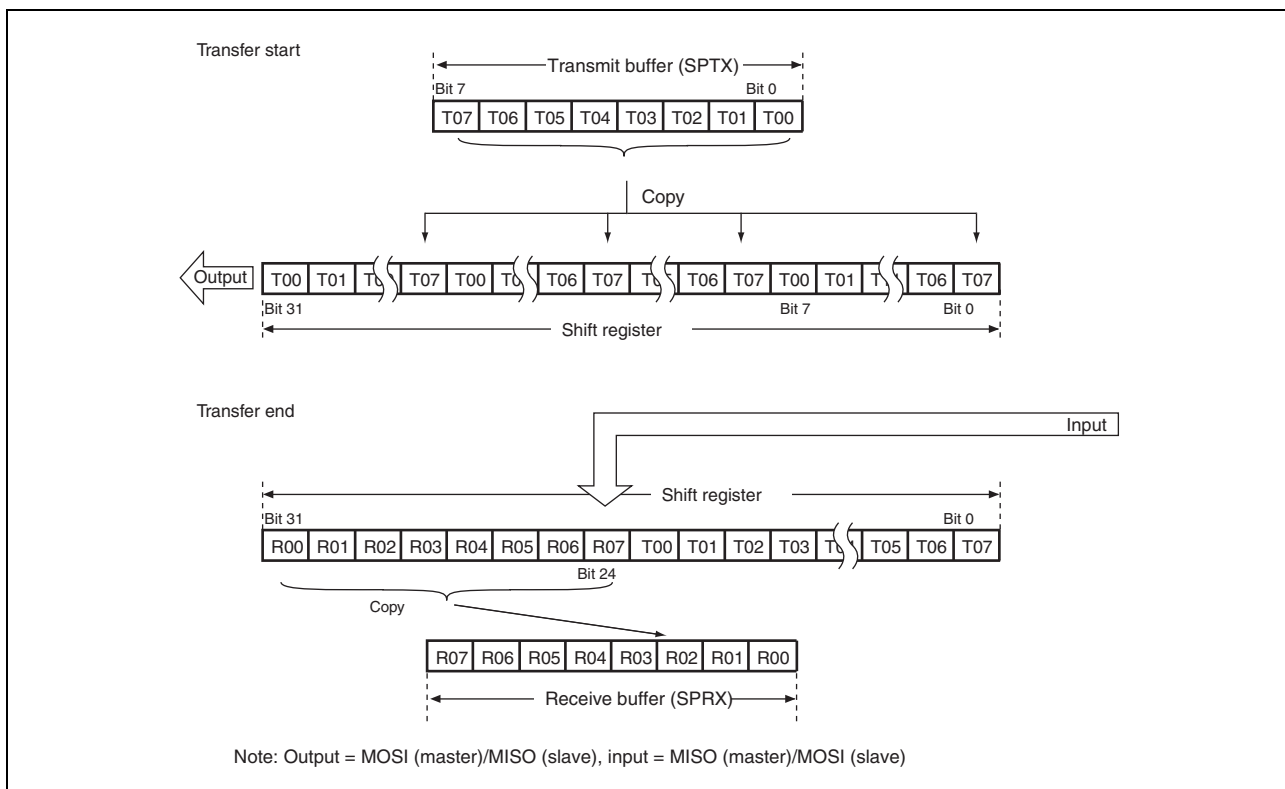 Transfer start
Transmit buffer (SPTX)
Bit 7 Bit 0
T07 T06 T05 T04 T03 T02 T01 T00
Copy
Output T00 T01 T07 T00 T06 T07 T06 T07 T00 T01 T06 T07
Bit 31 Bit 7 Bit 0
Shift register
Transfer end
Input
Shift register
Bit 31 Bit 0
R00 R01 R02 R03 R04 R05 R06 R07 T00 T01 T02 T03 T05 T06 T07
Bit 24
Copy
R07 R06 R05 R04 R03 R02 R01 R00
Receive buffer (SPRX)
Note: Output = MOSI (master)/MISO (slave), input = MISO (master)/MOSI (slave)